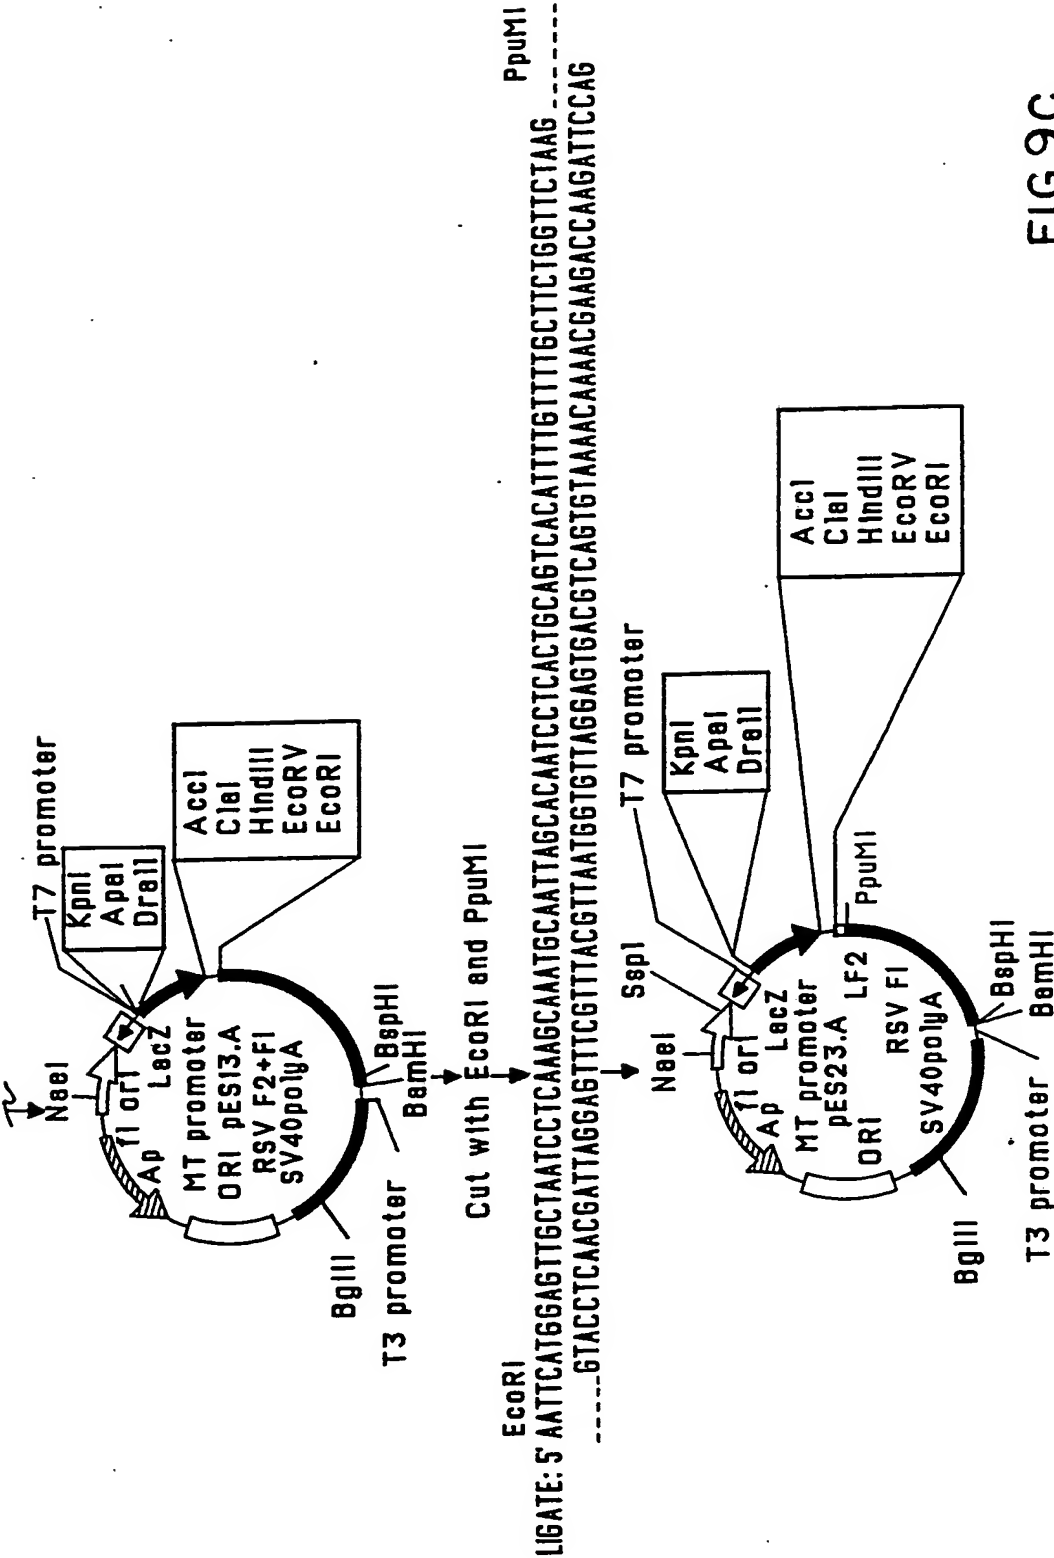 NaeI
T7 promoter
KpnI
ApaI
DraII
f1 ori
Ap
LacZ
MT promoter
ORI pES13.A
RSV F2+F1
SV40polyA
AccI
ClaI
HindIII
EcoRV
EcoRI
BglII
T3 promoter
BspHI
BamHI
Cut with EcoRI and PpuMI
EcoRI PpuMI
LIGATE: 5' AATTCATGGAGTTGCTAATCCTCAAAGCAAATGCAATTAGCACAATCCTCACTGCAGTCACATTTTGTTTTGCTTCTGGTTCTAAG------
-----GTACCTCAACGATTAGGAGTTTCGTTTACGTTAATGGTGTTAGGAGTGACGTCAGTGTAAAACAAAACGAAGACCAAGATTCCAG
NaeI
SspI
T7 promoter
KpnI
ApaI
DraII
f1 ori
Ap
LacZ
MT promoter
pES23.A
ORI
LF2
RSV F1
SV40polyA
AccI
ClaI
HindIII
EcoRV
EcoRI
PpuMI
BglII
T3 promoter
BspHI
BamHI
FIG.9C